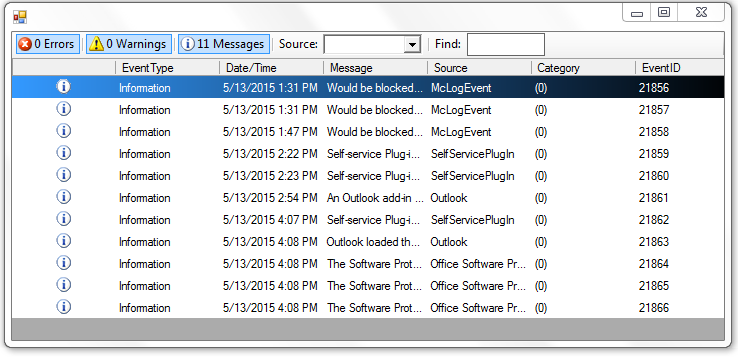 0 Errors 0 Warnings 11 Messages Source: Find:
EventType Date/Time Message Source Category EventID
Information 5/13/2015 1:31 PM Would be blocked... McLogEvent (0) 21856
Information 5/13/2015 1:31 PM Would be blocked... McLogEvent (0) 21857
Information 5/13/2015 1:47 PM Would be blocked... McLogEvent (0) 21858
Information 5/13/2015 2:22 PM Self-service Plug-i... SelfServicePlugIn (0) 21859
Information 5/13/2015 2:23 PM Self-service Plug-i... SelfServicePlugIn (0) 21860
Information 5/13/2015 2:54 PM An Outlook add-in ... Outlook (0) 21861
Information 5/13/2015 4:07 PM Self-service Plug-i... SelfServicePlugIn (0) 21862
Information 5/13/2015 4:08 PM Outlook loaded th... Outlook (0) 21863
Information 5/13/2015 4:08 PM The Software Prot... Office Software Pr... (0) 21864
Information 5/13/2015 4:08 PM The Software Prot... Office Software Pr... (0) 21865
Information 5/13/2015 4:08 PM The Software Prot... Office Software Pr... (0) 21866